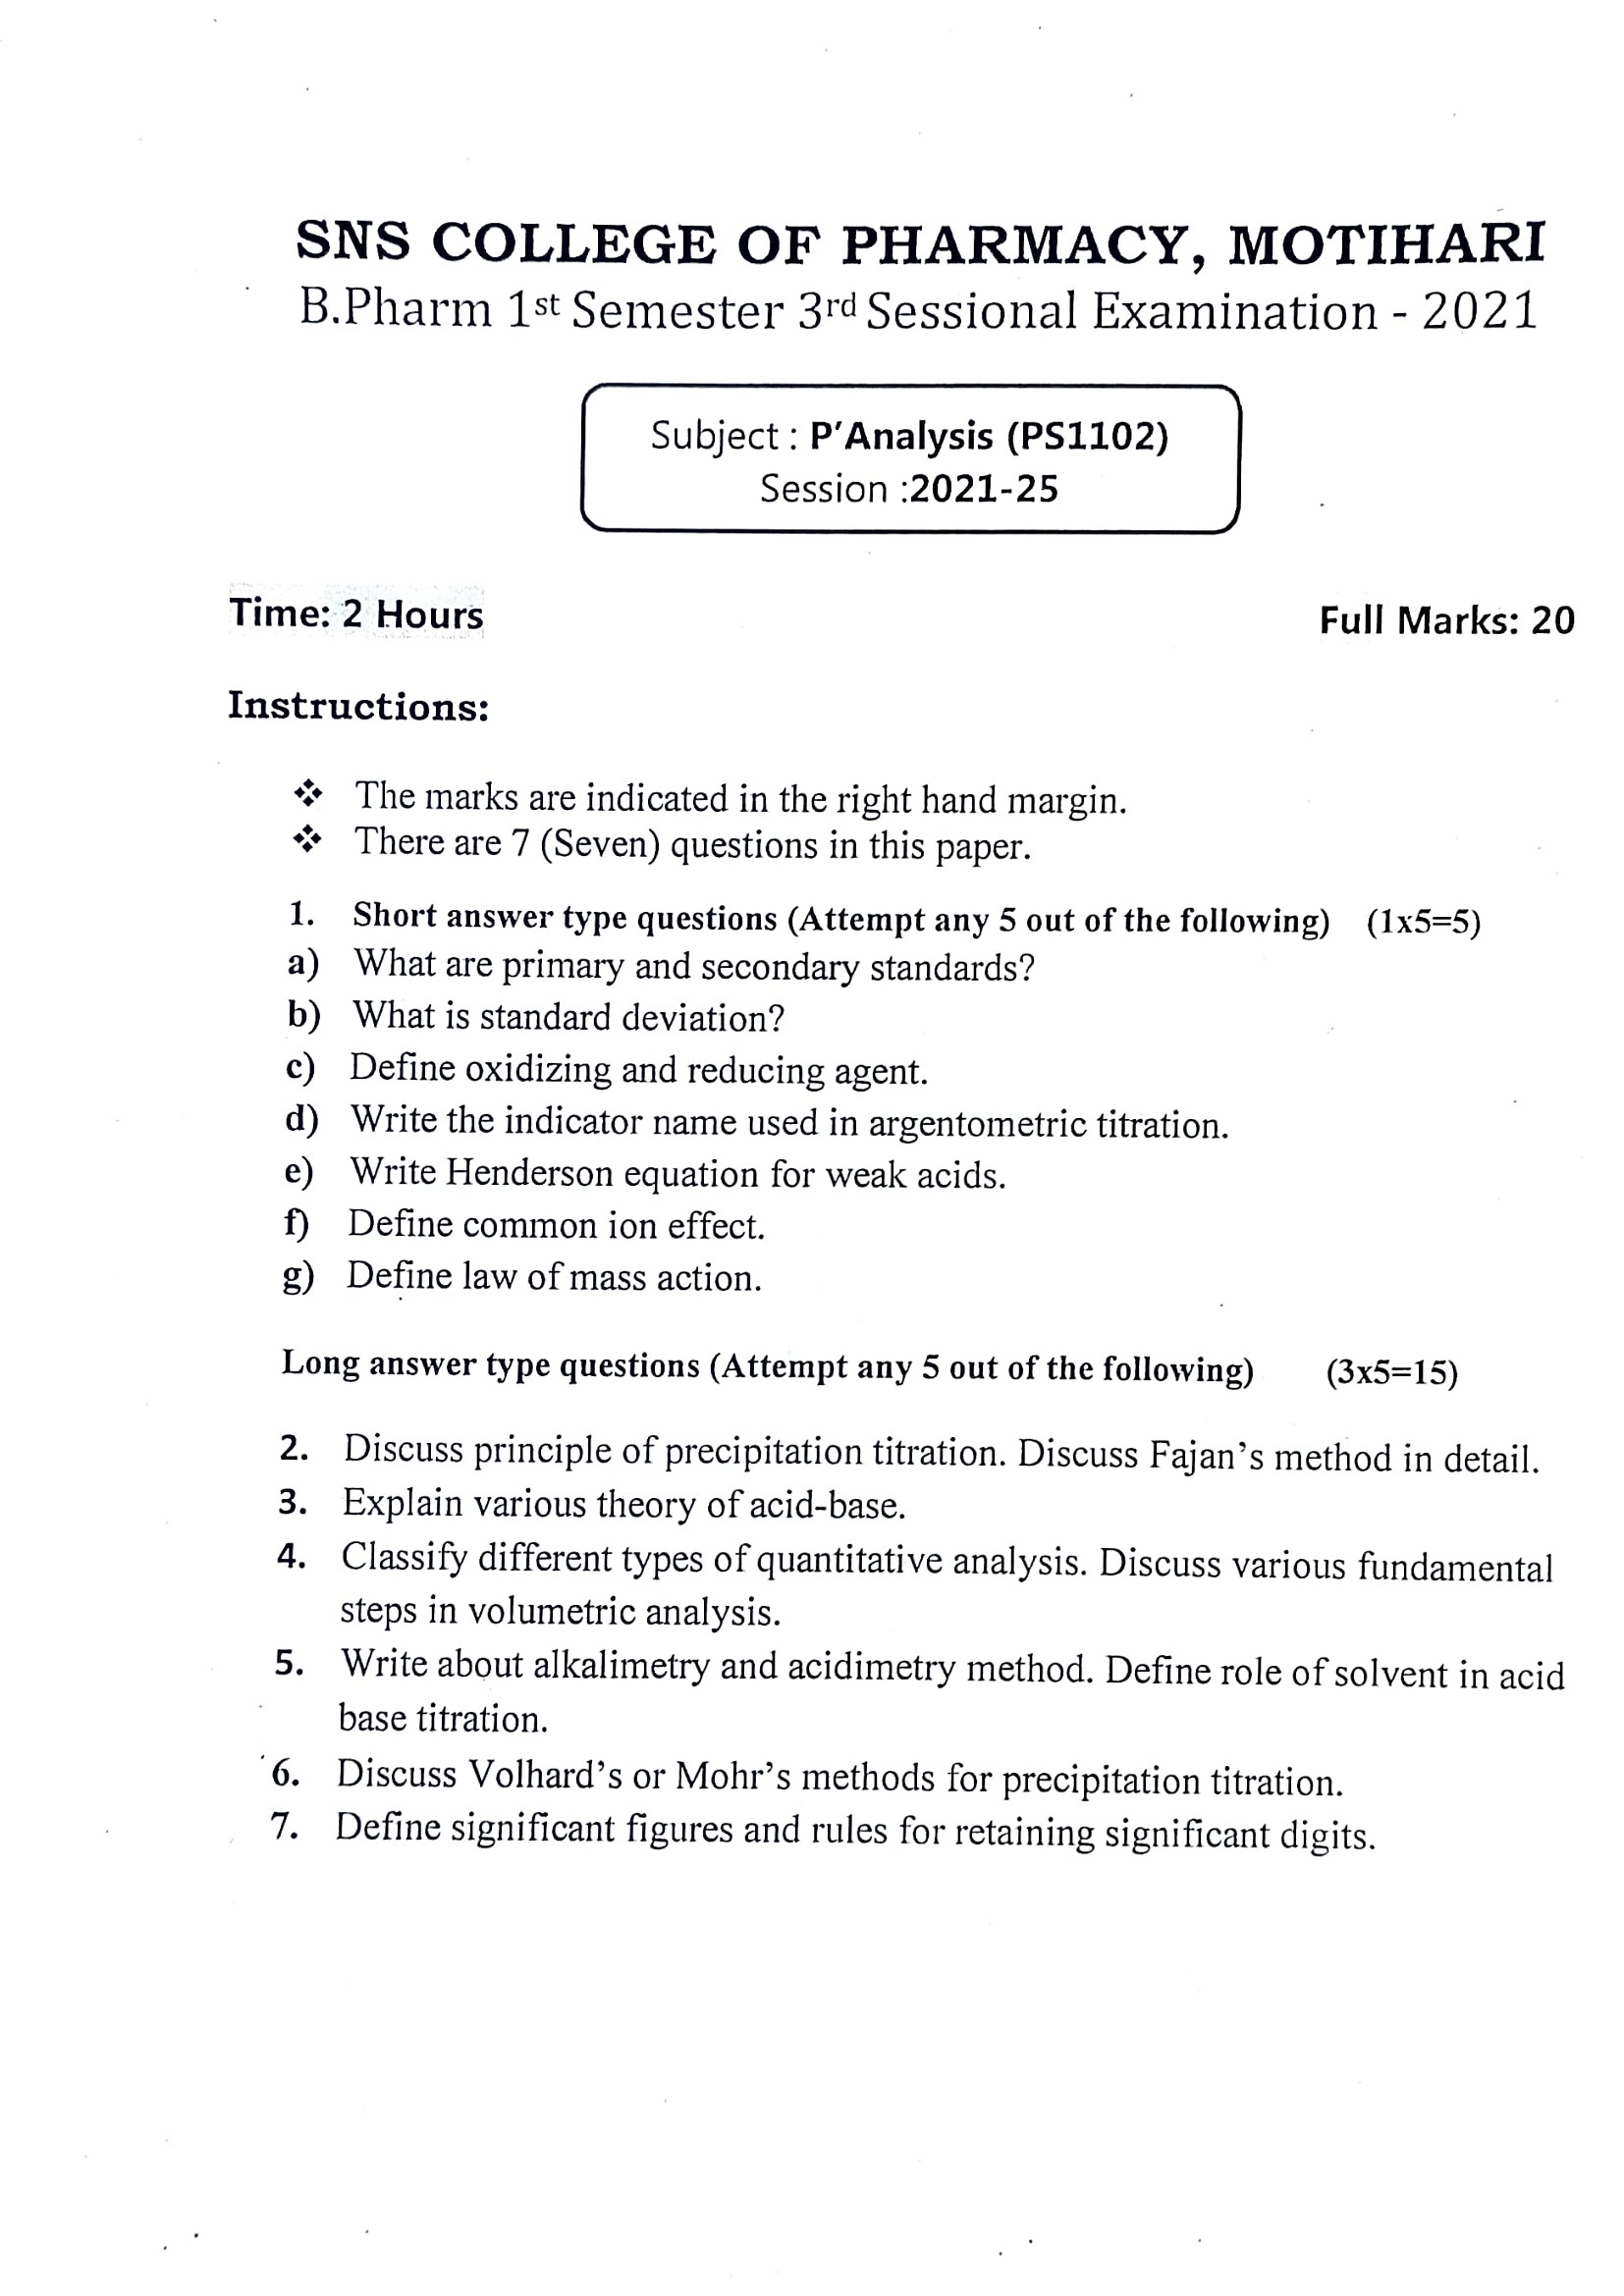 SNS COLLEGE OF PHARMACY, MOTIHARI
B.Pharm 1st Semester 3rd Sessional Examination - 2021
Subject : P'Analysis (PS1102)
Session :2021-25
Time: 2 Hours Full Marks: 20
Instructions:
❖ The marks are indicated in the right hand margin.
❖ There are 7 (Seven) questions in this paper.
1. Short answer type questions (Attempt any 5 out of the following) (1x5=5)
a) What are primary and secondary standards?
b) What is standard deviation?
c) Define oxidizing and reducing agent.
d) Write the indicator name used in argentometric titration.
e) Write Henderson equation for weak acids.
f) Define common ion effect.
g) Define law of mass action.
Long answer type questions (Attempt any 5 out of the following) (3x5=15)
2. Discuss principle of precipitation titration. Discuss Fajan's method in detail.
3. Explain various theory of acid-base.
4. Classify different types of quantitative analysis. Discuss various fundamental
steps in volumetric analysis.
5. Write about alkalimetry and acidimetry method. Define role of solvent in acid
base titration.
6. Discuss Volhard's or Mohr's methods for precipitation titration.
7. Define significant figures and rules for retaining significant digits.